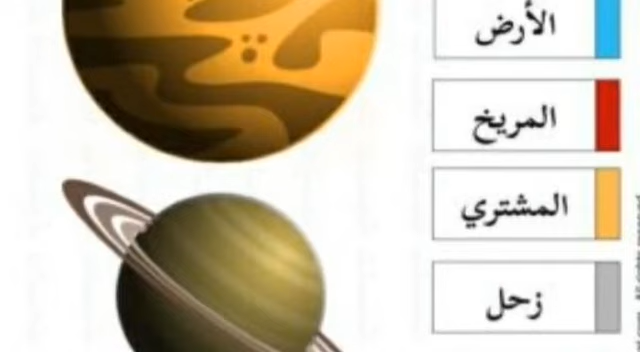 الأرض
المريخ
المشتري
زحل